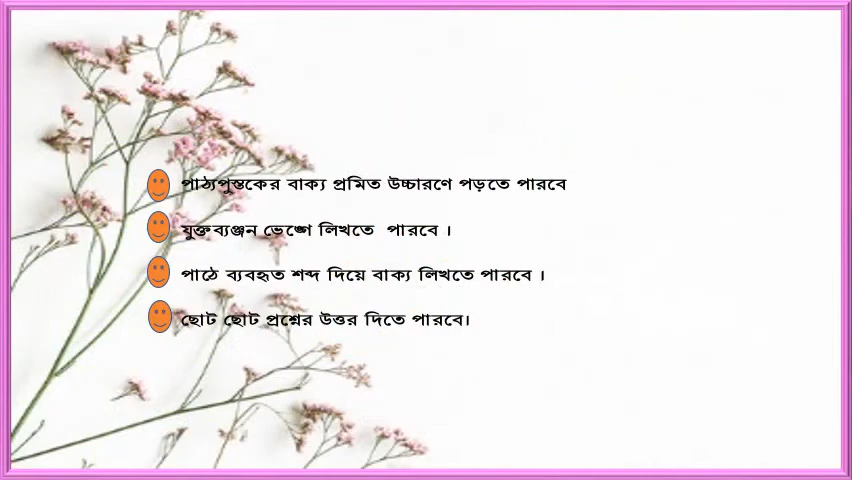 পাঠ্যপুস্তকের বাক্য প্রমিত উচ্চারণে পড়তে পারবে
যুক্তব্যঞ্জন ভেঙ্গে লিখতে পারবে ।
পাঠে ব্যবহৃত শব্দ দিয়ে বাক্য লিখতে পারবে ।
ছোট ছোট প্রশ্নের উত্তর দিতে পারবে।